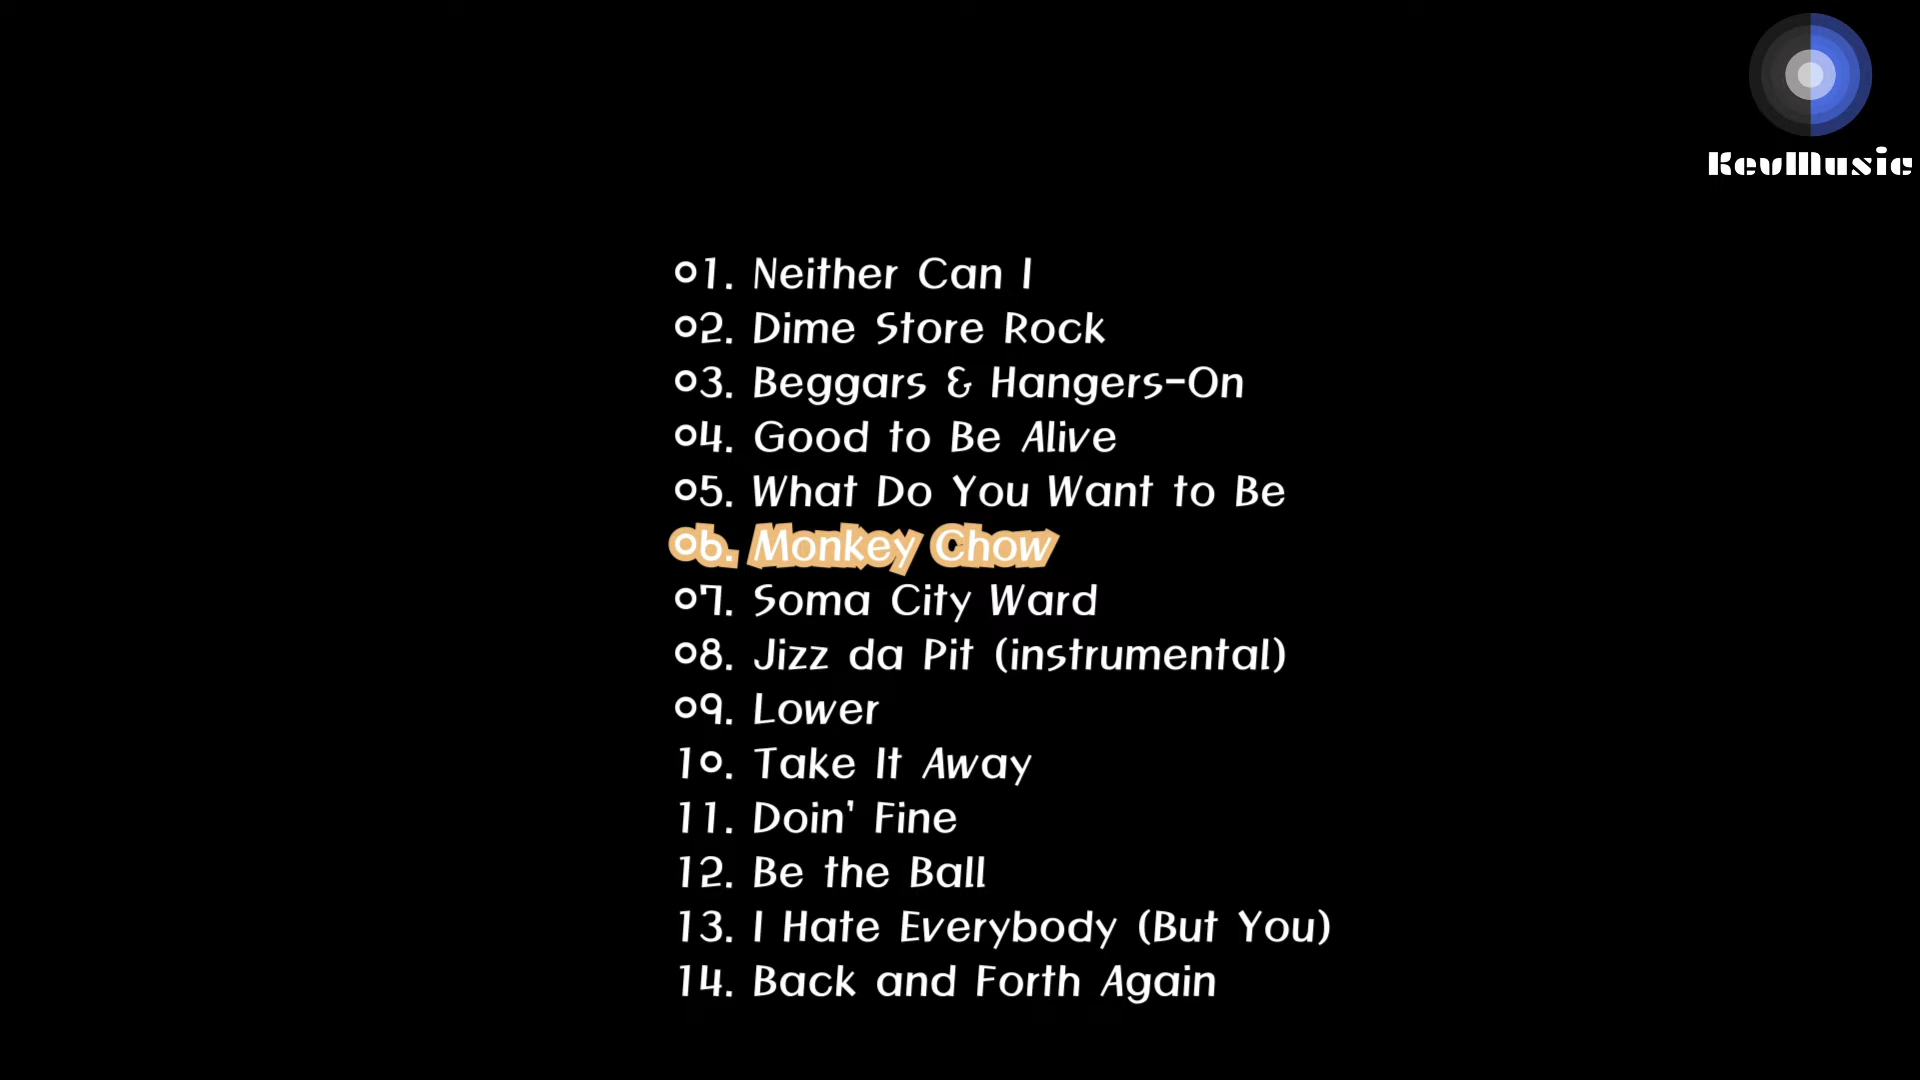 KevMusic
01. Neither Can I
02. Dime Store Rock
03. Beggars & Hangers-On
04. Good to Be Alive
05. What Do You Want to Be
06. Monkey Chow
07. Soma City Ward
08. Jizz da Pit (instrumental)
09. Lower
10. Take It Away
11. Doin' Fine
12. Be the Ball
13. I Hate Everybody (But You)
14. Back and Forth Again